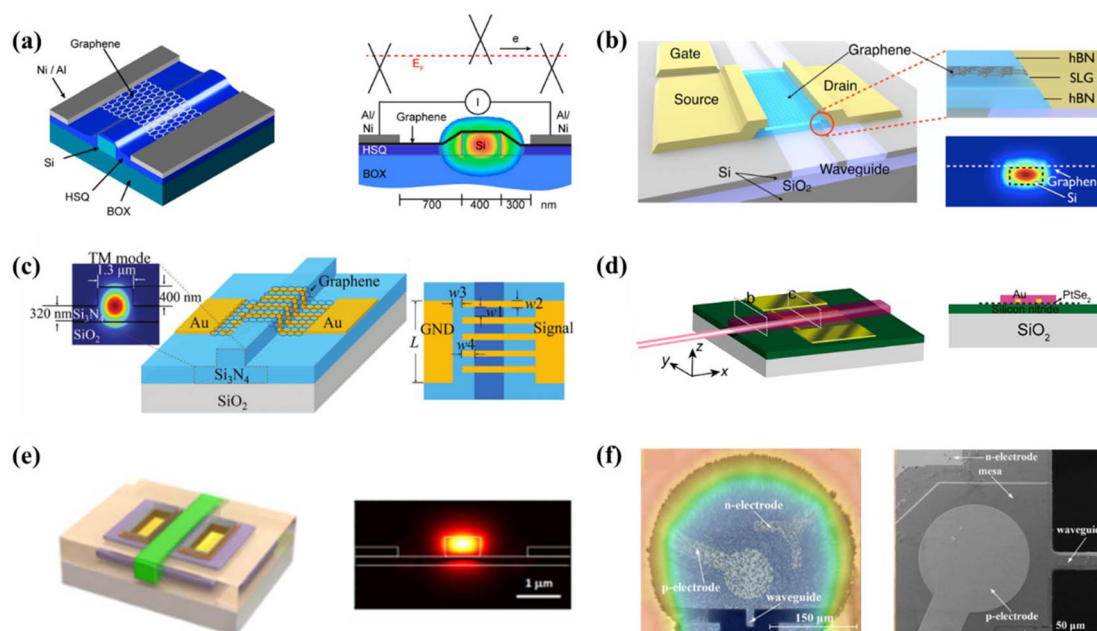 (a)
Graphene
Ni / Al
Si
HSQ
BOX
E_F
e
I
Al/
Ni
Graphene
Al/
Ni
HSQ
Si
BOX
700 400 300 nm
(b)
Gate
Source
Graphene
Drain
Si
SiO2
Waveguide
hBN
SLG
hBN
Graphene
Si
(c)
TM mode
1.3 μm
400 nm
320 nm
Si3N4
SiO2
Graphene
Au
Au
Si3N4
SiO2
w3
w2
w1
GND
Signal
w4
L
(d)
b
c
z
y
x
Au
PtSe2
Silicon nitride
SiO2
(e)
1 μm
(f)
n-electrode
p-electrode
waveguide
150 μm
n-electrode
mesa
waveguide
p-electrode
50 μm